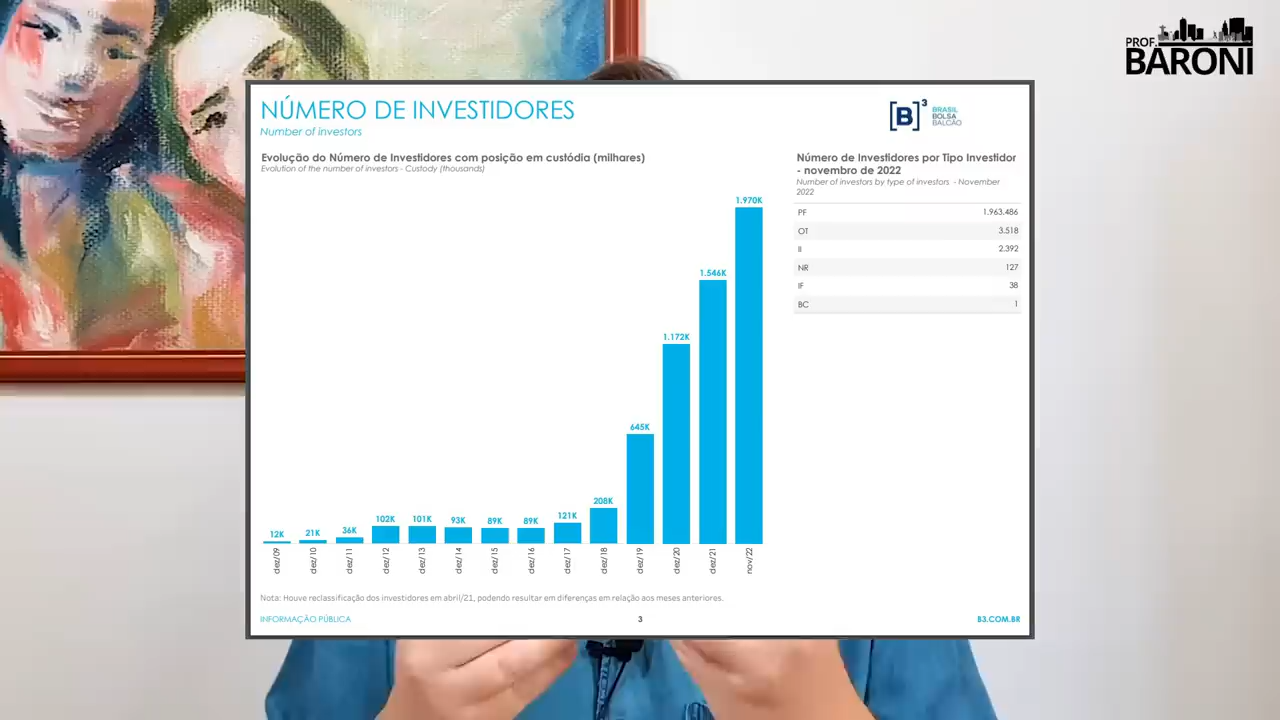 PROF.
BARONI
NÚMERO DE INVESTIDORES
Number of investors
[B]³ BRASIL
BOLSA
BALCÃO
Evolução do Número de Investidores com posição em custódia (milhares)
Evolution of the number of investors - Custody (thousands)
12K
21K
36K
102K
101K
93K
89K
89K
121K
208K
645K
1.172K
1.546K
1.970K
dez/09
dez/10
dez/11
dez/12
dez/13
dez/14
dez/15
dez/16
dez/17
dez/18
dez/19
dez/20
dez/21
nov/22
Número de Investidores por Tipo Investidor
- novembro de 2022
Number of investors by type of investors - November
2022
PF 1.963.486
OT 3.518
II 2.392
NR 127
IF 38
BC 1
Nota: Houve reclassificação dos investidores em abril/21, podendo resultar em diferenças em relação aos meses anteriores.
INFORMAÇÃO PÚBLICA 3 B3.COM.BR